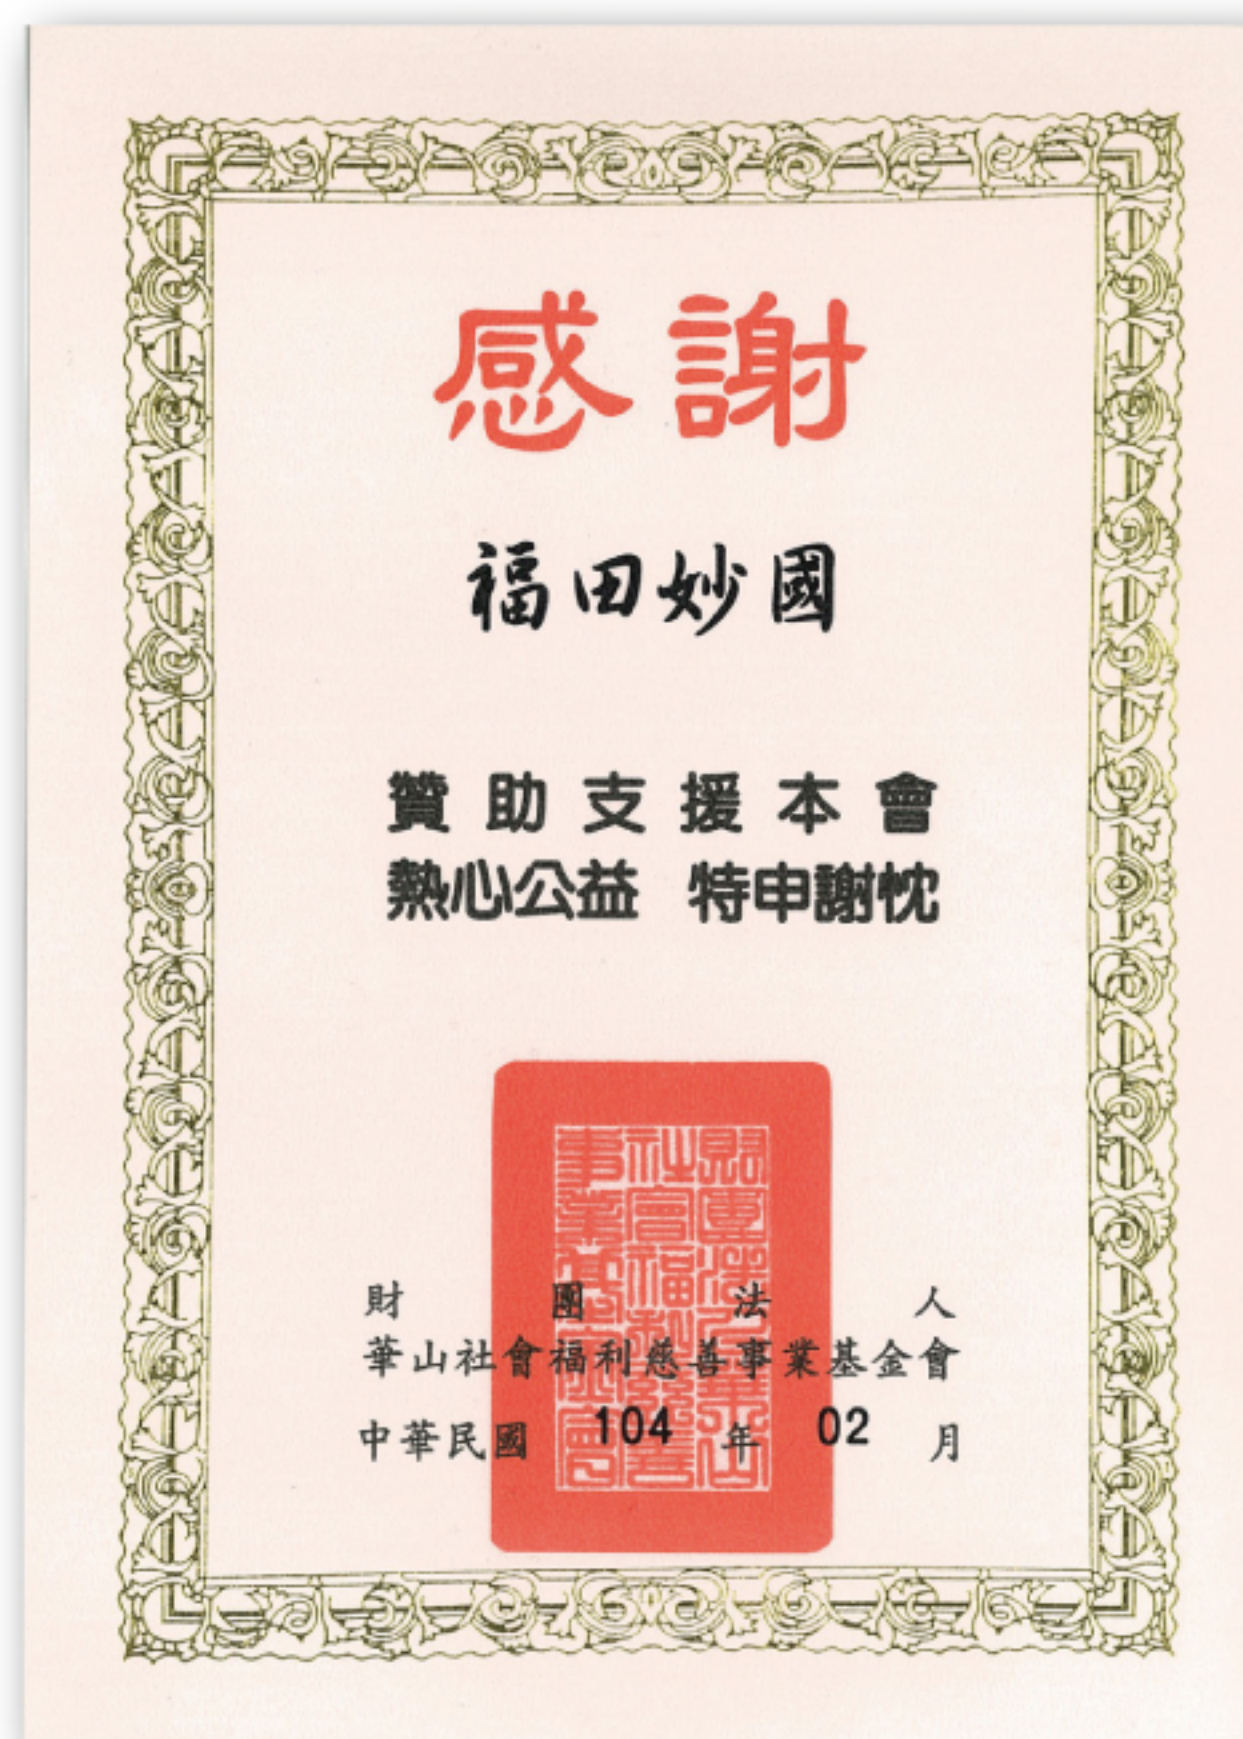 感謝
福田妙國
贊助支援本會
熱心公益 特申謝忱
財團法人
華山社會福利慈善事業基金會
中華民國 104 年 02 月